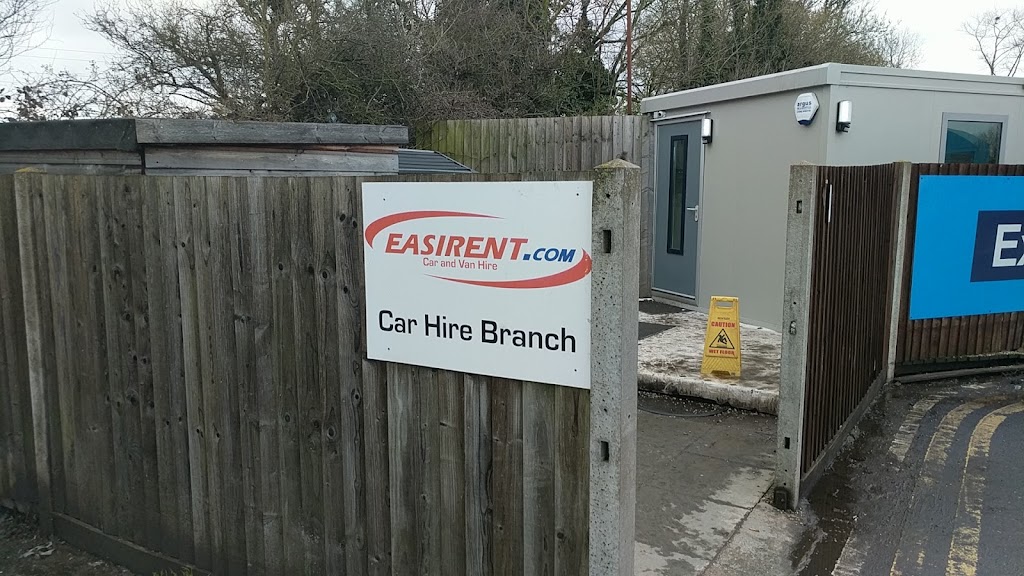 EASIRENT.COM
Car and Van Hire
Car Hire Branch
CAUTION
WET FLOOR